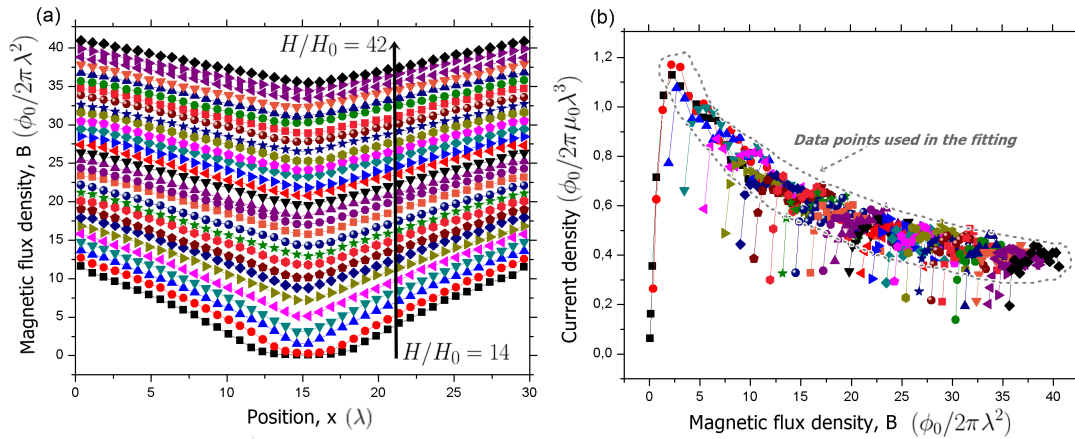 (a)
H/H₀ = 42
Magnetic flux density, B (ϕ₀/2π λ²)
45
40
35
30
25
20
15
10
5
0
H/H₀ = 14
0 5 10 15 20 25 30
Position, x (λ)
(b)
Current density (ϕ₀/2πμ₀λ³)
1,2
1,0
0,8
0,6
0,4
0,2
0,0
Data points used in the fitting
0 5 10 15 20 25 30 35 40
Magnetic flux density, B (ϕ₀/2πλ²)